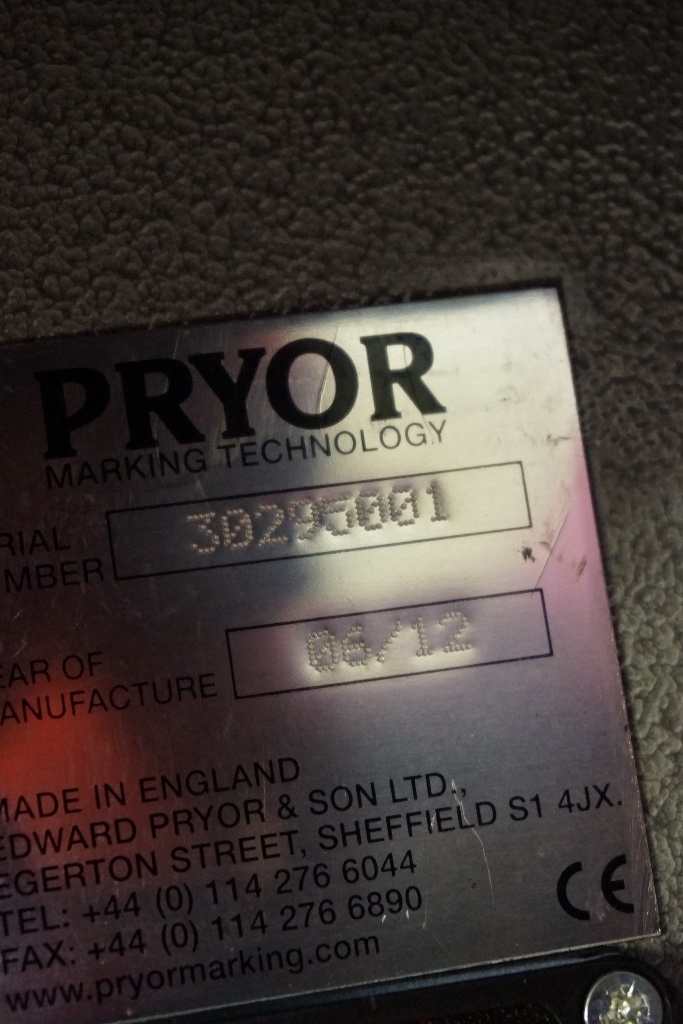 PRYOR
MARKING TECHNOLOGY
RIAL
MBER
30295001
EAR OF
ANUFACTURE
06/12
MADE IN ENGLAND
EDWARD PRYOR & SON LTD.,
EGERTON STREET, SHEFFIELD S1 4JX.
TEL: +44 (0) 114 276 6044
FAX: +44 (0) 114 276 6890
www.pryormarking.com
CE